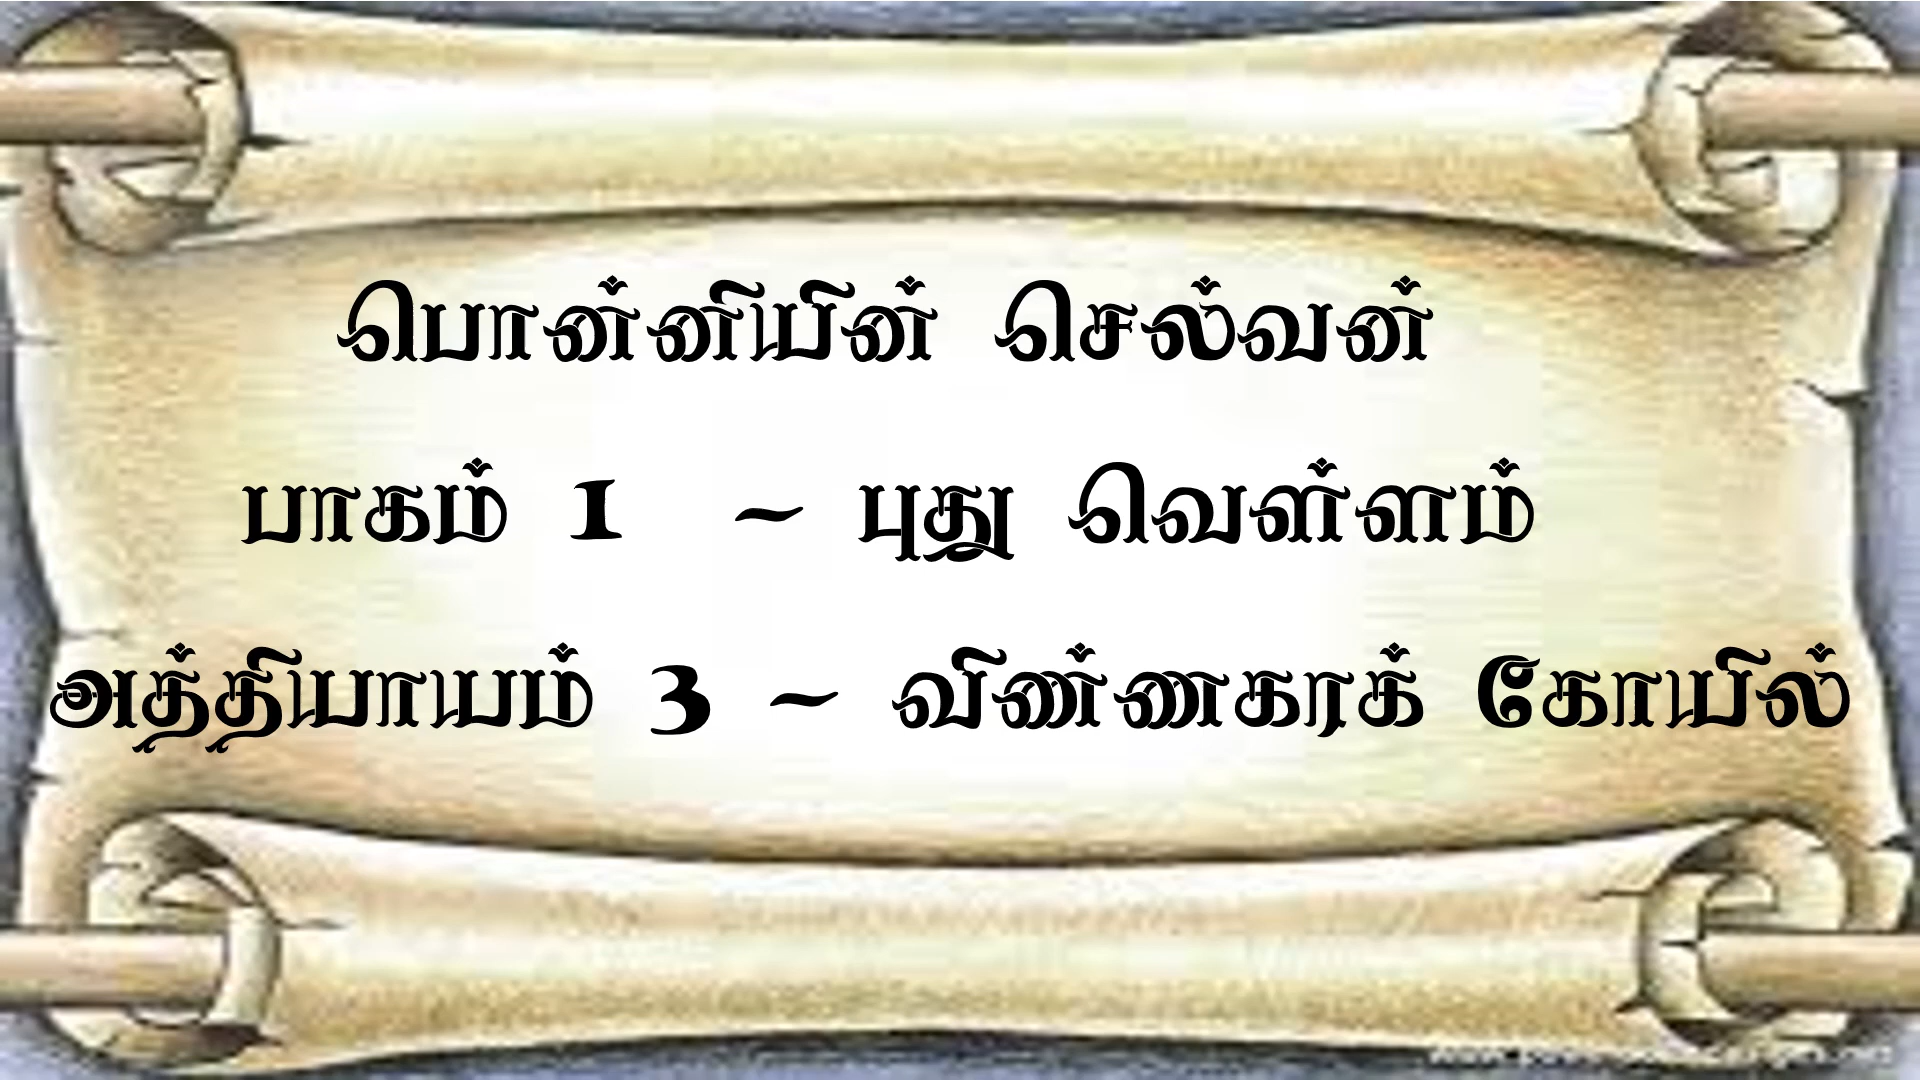 பொன்னியின் செல்வன்
பாகம் 1 ~ புது வெள்ளம்
அத்தியாயம் 3 ~ விண்ணகரக் கோயில்